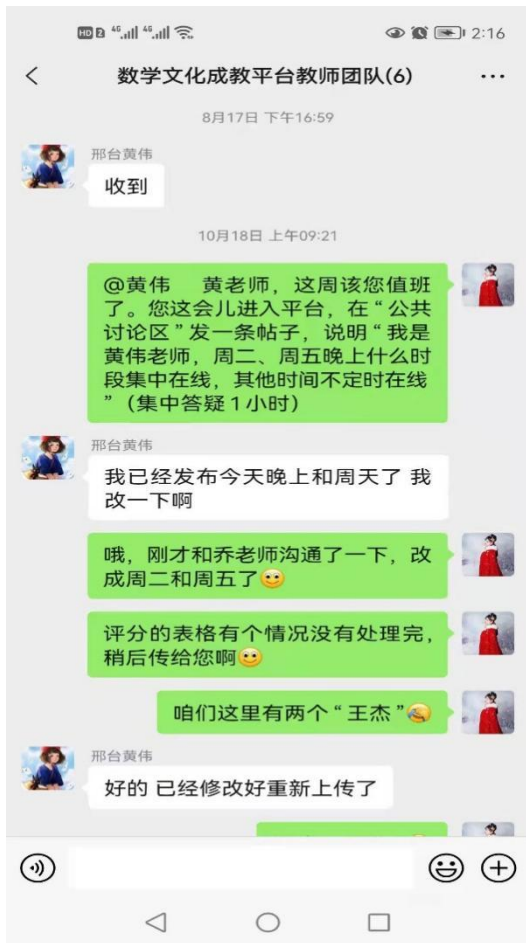 HD 2 4G 4G 2:16
数学文化成教平台教师团队(6)
8月17日 下午16:59
邢台黄伟
收到
10月18日 上午09:21
@黄伟 黄老师，这周该您值班
了。您这会儿进入平台，在“公共
讨论区”发一条帖子，说明“我是
黄伟老师，周二、周五晚上什么时
段集中在线，其他时间不定时在线
”（集中答疑1小时）
邢台黄伟
我已经发布今天晚上和周天了 我
改一下啊
哦，刚才和乔老师沟通了一下，改
成周二和周五了🙂
评分的表格有个情况没有处理完，
稍后传给您啊🙂
咱们这里有两个“王杰”
邢台黄伟
好的 已经修改好重新上传了